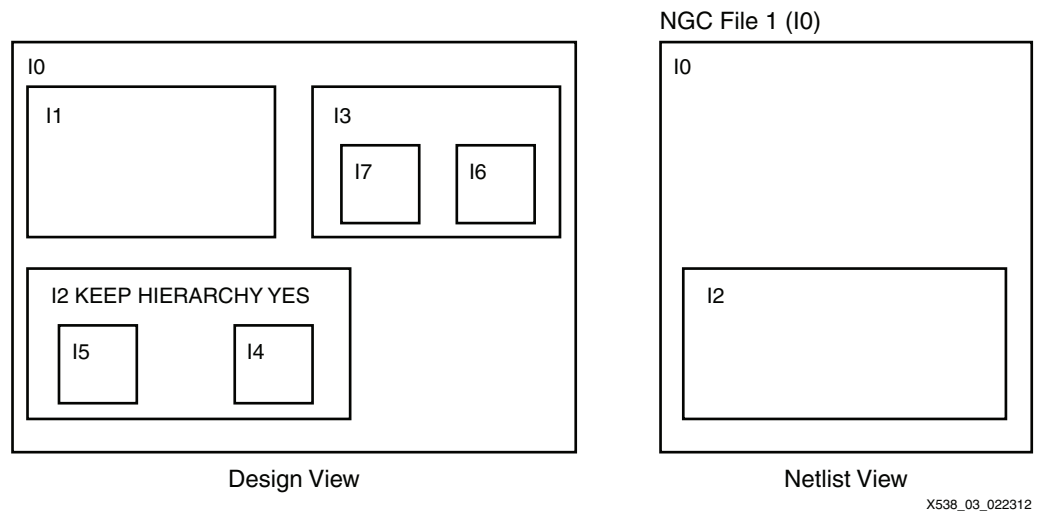 NGC File 1 (I0)
I0
I1
I3
I7
I6
I2 KEEP HIERARCHY YES
I5
I4
Design View
I0
I2
Netlist View
X538_03_022312